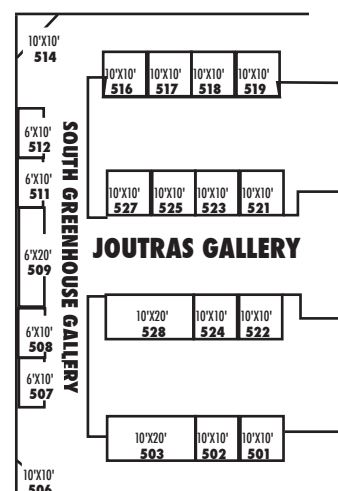 10'X10'
514
6'X10'
512
6'X10'
511
6'X20'
509
6'X10'
508
6'X10'
507
10'X10'
506
SOUTH GREENHOUSE GALLERY
10'X10' 10'X10' 10'X10' 10'X10'
516 517 518 519
10'X10' 10'X10' 10'X10' 10'X10'
527 525 523 521
JOUTRAS GALLERY
10'X20' 10'X10' 10'X10'
528 524 522
10'X20' 10'X10' 10'X10'
503 502 501